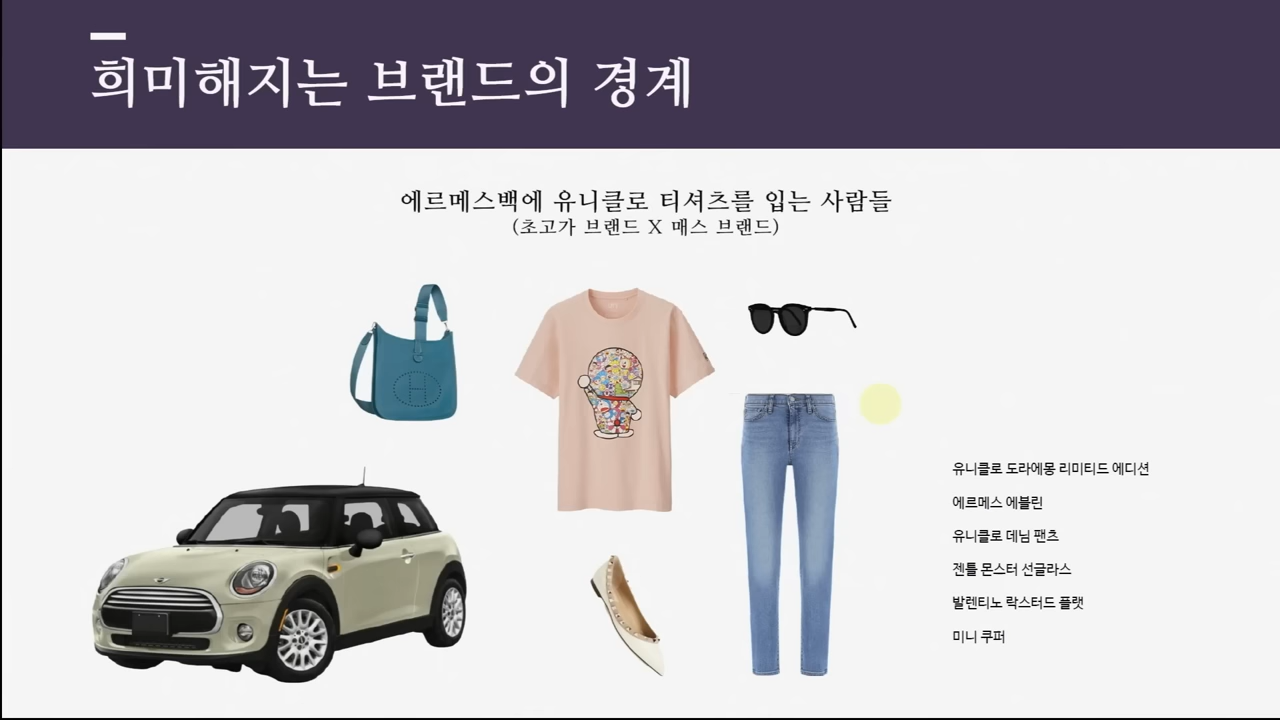 희미해지는 브랜드의 경계
에르메스백에 유니클로 티셔츠를 입는 사람들
(초고가 브랜드 X 매스 브랜드)
유니클로 도라에몽 리미티드 에디션
에르메스 에블린
유니클로 데님 팬츠
젠틀 몬스터 선글라스
발렌티노 락스터드 플랫
미니 쿠퍼